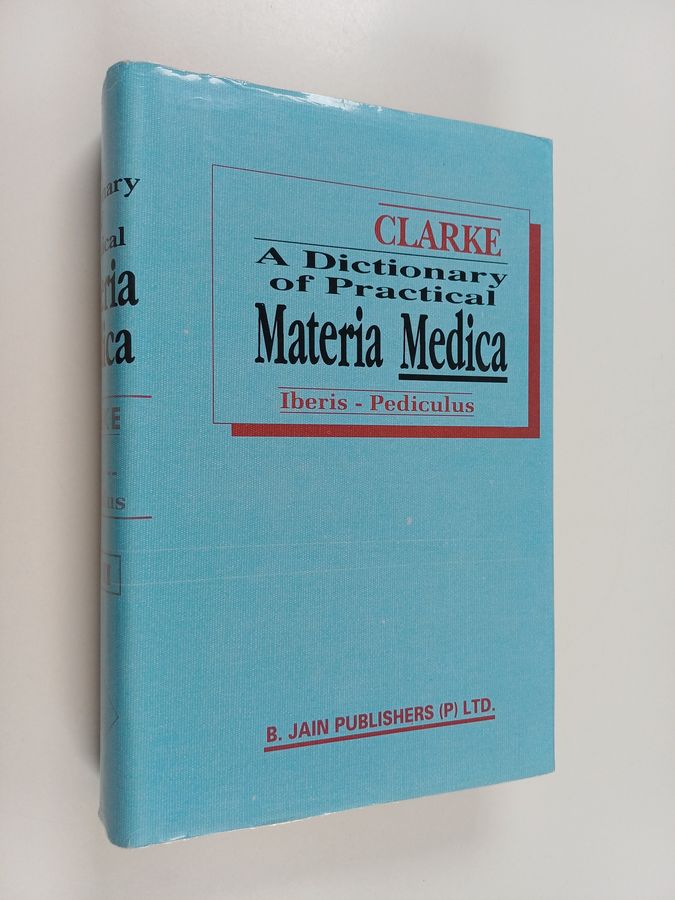 CLARKE
A Dictionary
of Practical
Materia Medica
Iberis - Pediculus
B. JAIN PUBLISHERS (P) LTD.